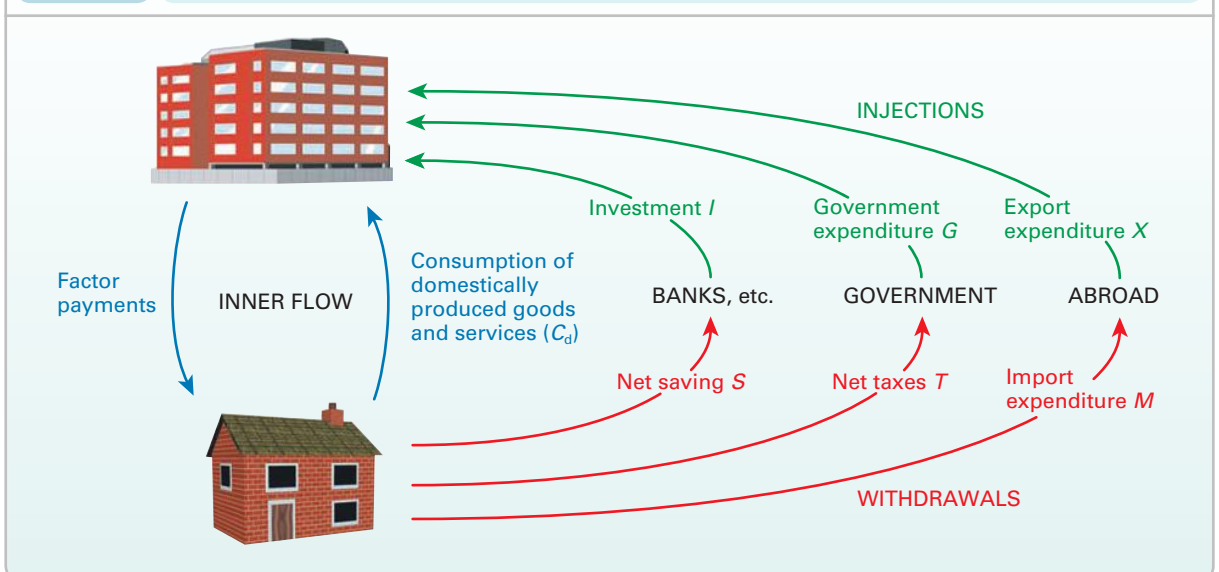 INJECTIONS
Investment I
Government
expenditure G
Export
expenditure X
Factor
payments
INNER FLOW
Consumption of
domestically
produced goods
and services (Cd)
BANKS, etc.
GOVERNMENT
ABROAD
Net saving S
Net taxes T
Import
expenditure M
WITHDRAWALS